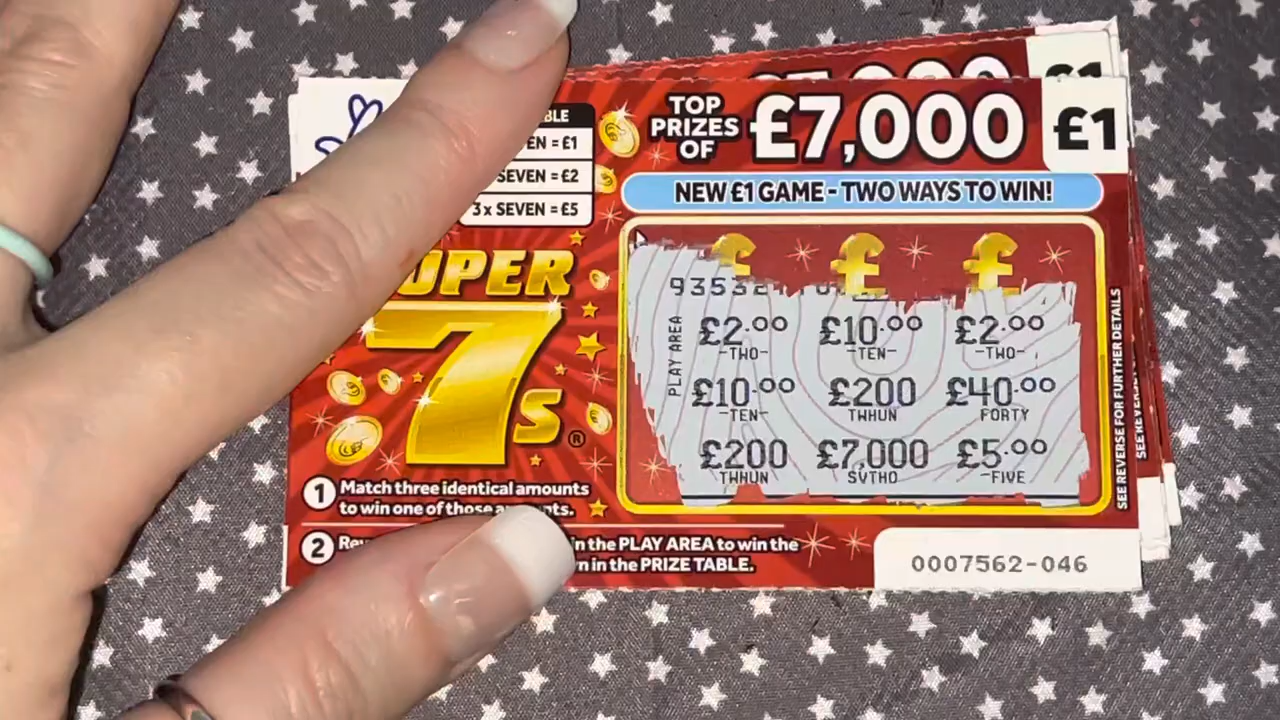 £1
TOP PRIZES OF £7,000 £1
NEW £1 GAME - TWO WAYS TO WIN!
= £1
SEVEN = £2
3 x SEVEN = £5
7s®
PLAY AREA
£2.00 £10.00 £2.00
-TWO- -TEN- -TWO-
£10.00 £200 £40.00
-TEN- TWHUN FORTY
£200 £7,000 £5.00
TWHUN SVTHO -FIVE
SEE REVERSE FOR FURTHER DETAILS
1 Match three identical amounts
to win one of those
2 in the PLAY AREA to win the
in the PRIZE TABLE.
0007562-046